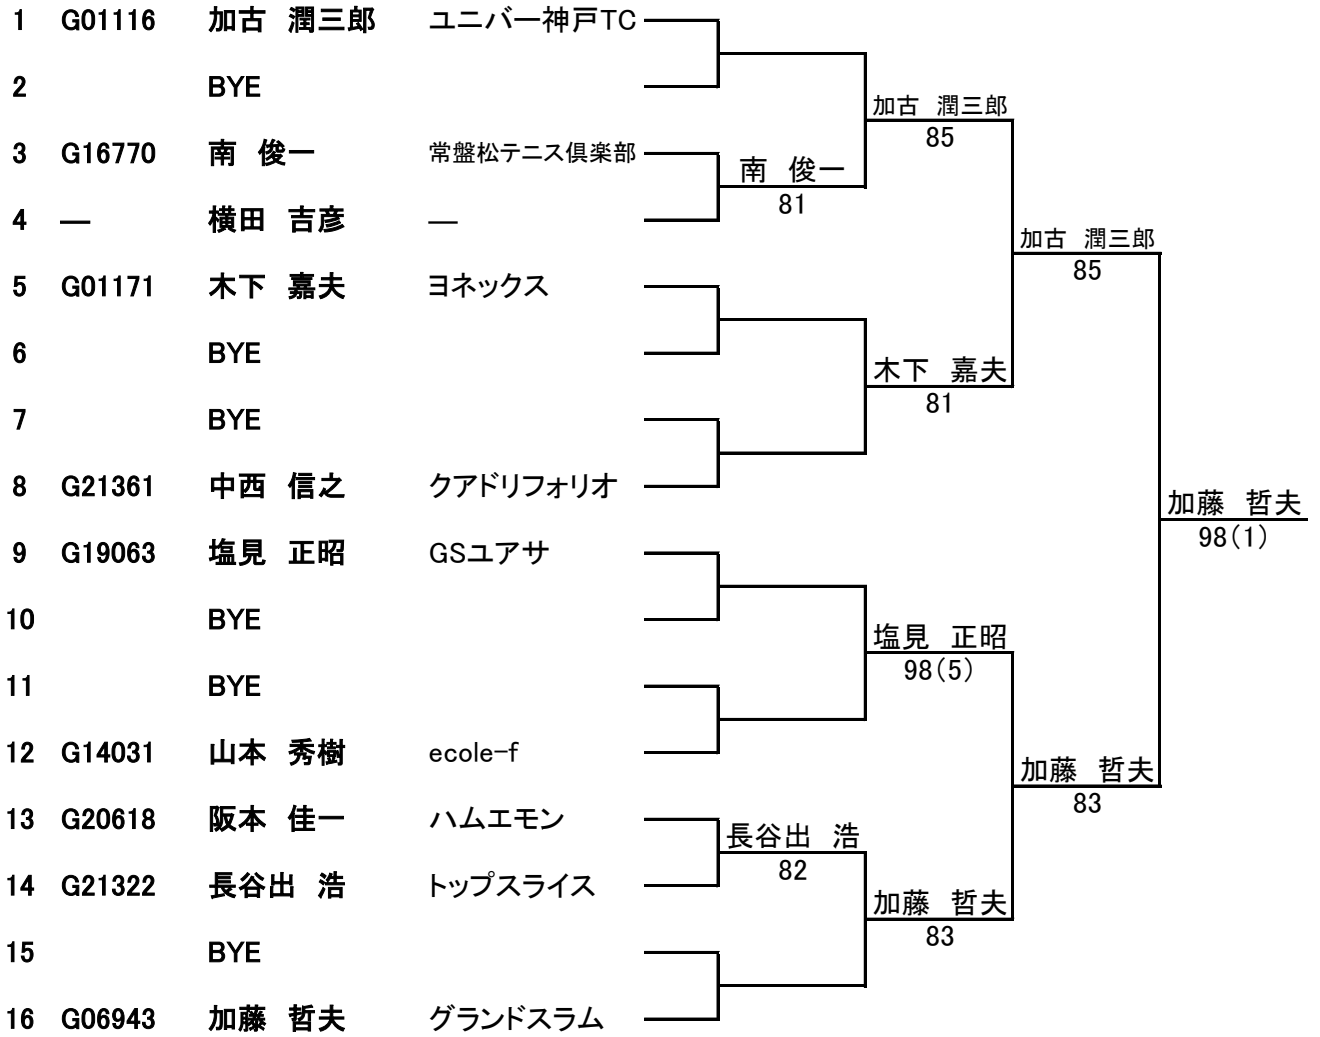 1 G01116 加古 潤三郎 ユニバー神戸TC
2 BYE
加古 潤三郎
85
3 G16770 南 俊一 常盤松テニス倶楽部
南 俊一
81
4 ― 横田 吉彦 ―
加古 潤三郎
85
5 G01171 木下 嘉夫 ヨネックス
6 BYE
木下 嘉夫
81
7 BYE
8 G21361 中西 信之 クアドリフォリオ
加藤 哲夫
98(1)
9 G19063 塩見 正昭 GSユアサ
10 BYE
塩見 正昭
98(5)
11 BYE
12 G14031 山本 秀樹 ecole-f
加藤 哲夫
83
13 G20618 阪本 佳一 ハムエモン
長谷出 浩
82
14 G21322 長谷出 浩 トップスライス
加藤 哲夫
83
15 BYE
16 G06943 加藤 哲夫 グランドスラム